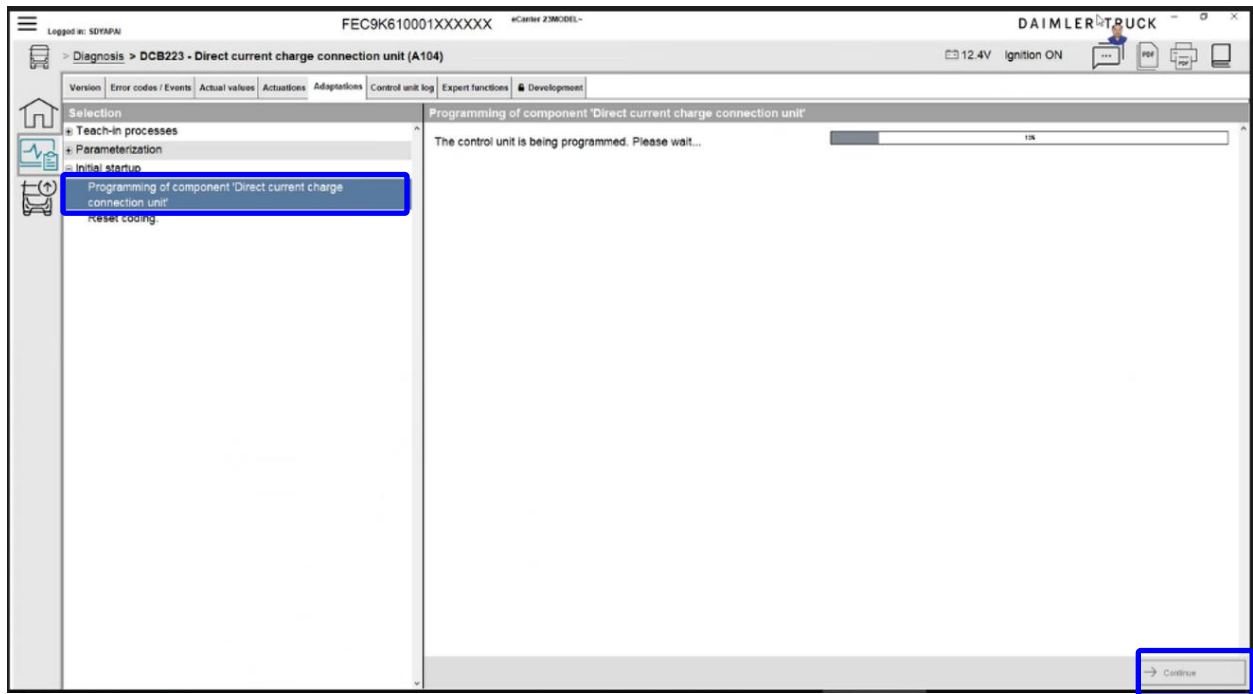 FEC9K610001XXXXXX eCanter 23MODEL~ DAIMLER TRUCK
Logged in: SDYAPAI
> Diagnosis > DCB223 - Direct current charge connection unit (A104) 12.4V Ignition ON PDF PDF
Version Error codes / Events Actual values Actuations Adaptations Control unit log Expert functions Development
Selection
Teach-in processes
Parameterization
Initial startup
Programming of component 'Direct current charge
connection unit'
Reset coding.
Programming of component 'Direct current charge connection unit'
The control unit is being programmed. Please wait...
Continue